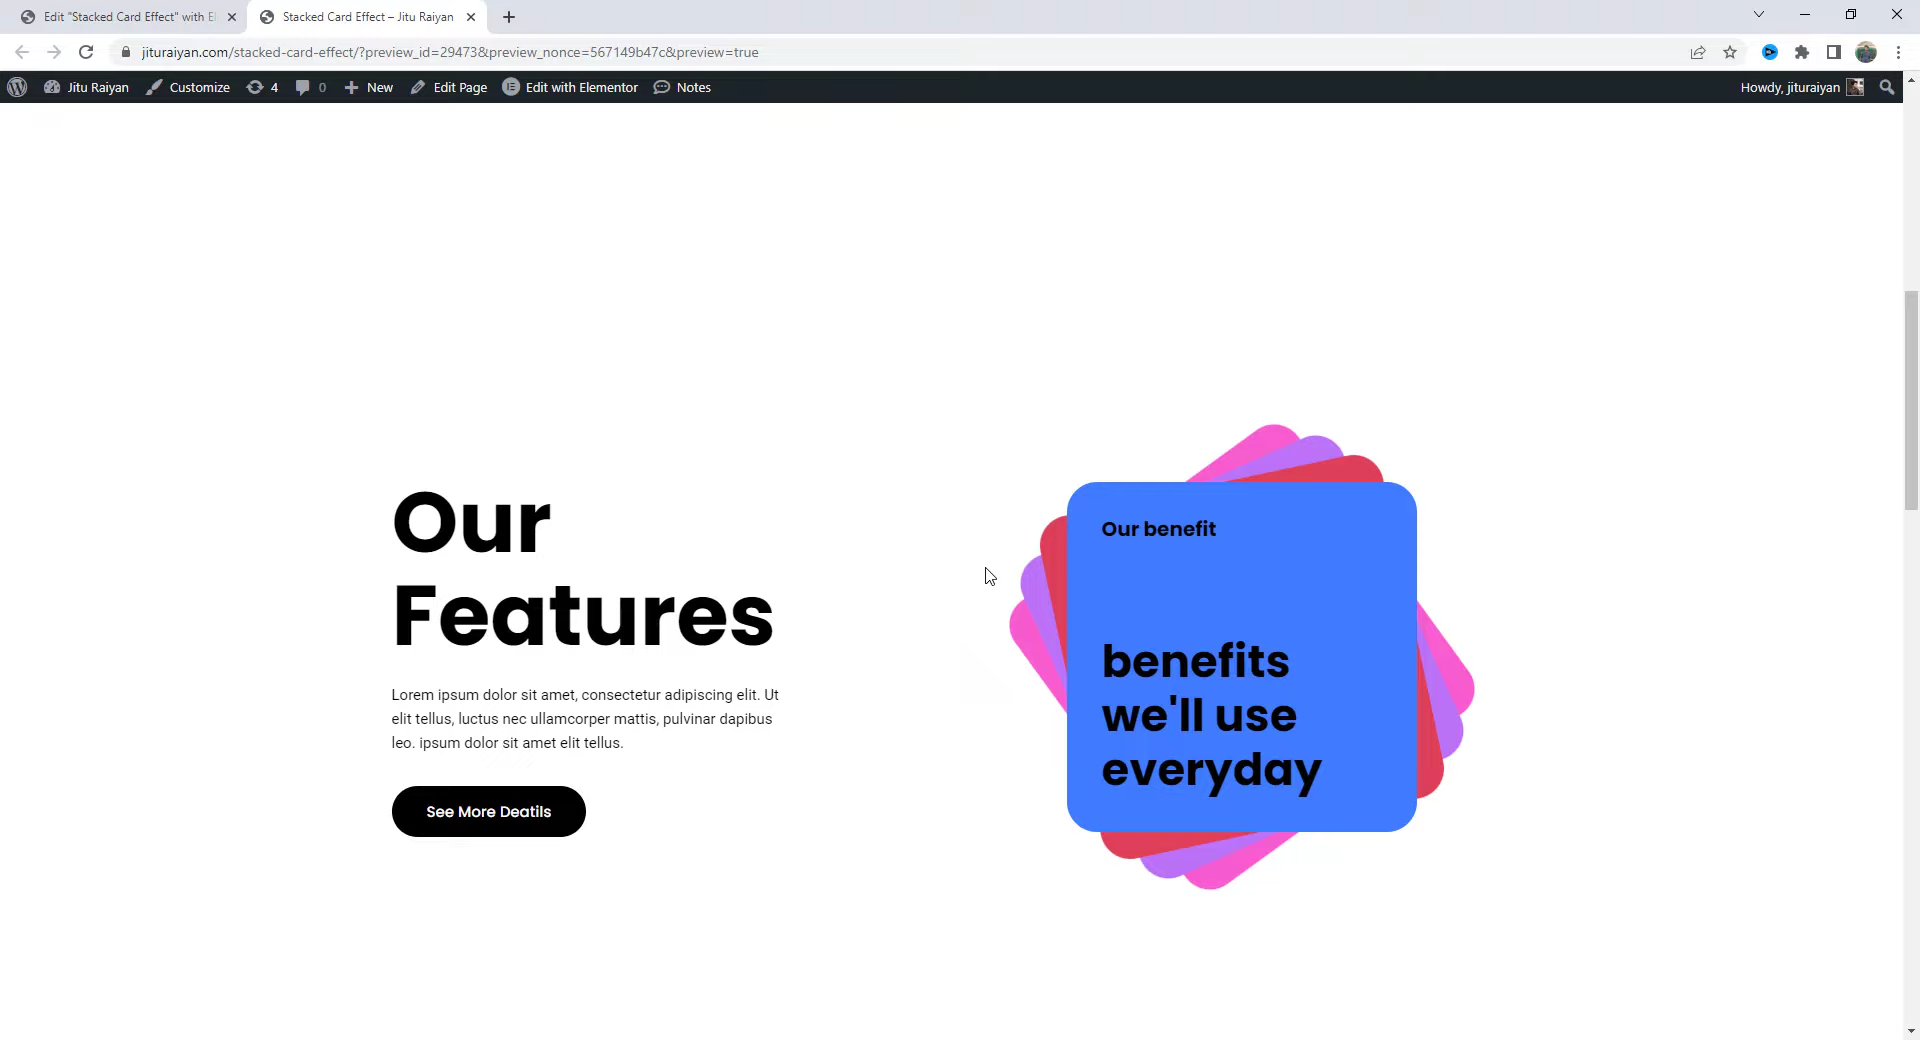 Edit "Stacked Card Effect" with El
Stacked Card Effect – Jitu Raiyan
jituraiyan.com/stacked-card-effect/?preview_id=29473&preview_nonce=567149b47c&preview=true
Jitu Raiyan Customize 4 0 New Edit Page Edit with Elementor Notes Howdy, jituraiyan
Our
Features
Lorem ipsum dolor sit amet, consectetur adipiscing elit. Ut
elit tellus, luctus nec ullamcorper mattis, pulvinar dapibus
leo. ipsum dolor sit amet elit tellus.
See More Deatils
Our benefit
benefits
we'll use
everyday